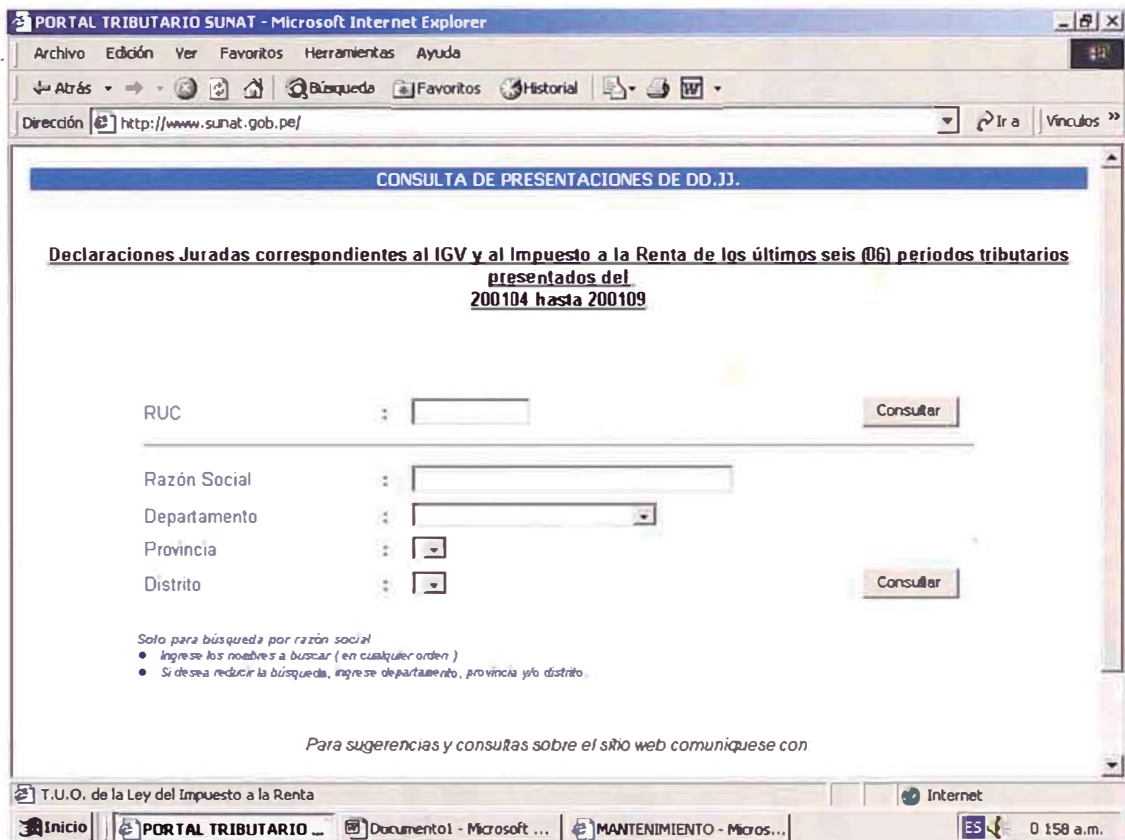 PORTAL TRIBUTARIO SUNAT - Microsoft Internet Explorer
Archivo Edición Ver Favoritos Herramientas Ayuda
Atrás Búsqueda Favoritos Historial
Dirección http://www.sunat.gob.pe/ Ir a Vínculos »
CONSULTA DE PRESENTACIONES DE DD.JJ.
Declaraciones Juradas correspondientes al IGV y al Impuesto a la Renta de los últimos seis (06) periodos tributarios
presentados del
200104 hasta 200109
RUC : Consultar
Razón Social :
Departamento :
Provincia :
Distrito : Consultar
Solo para búsqueda por razón social
● Ingrese los nombres a buscar ( en cualquier orden )
● Si desea reducir la búsqueda, ingrese departamento, provincia y/o distrito.
Para sugerencias y consultas sobre el sitio web comuníquese con
T.U.O. de la Ley del Impuesto a la Renta Internet
Inicio PORTAL TRIBUTARIO ... Documento1 - Microsoft ... MANTENIMIENTO - Micros... ES 58 a.m.